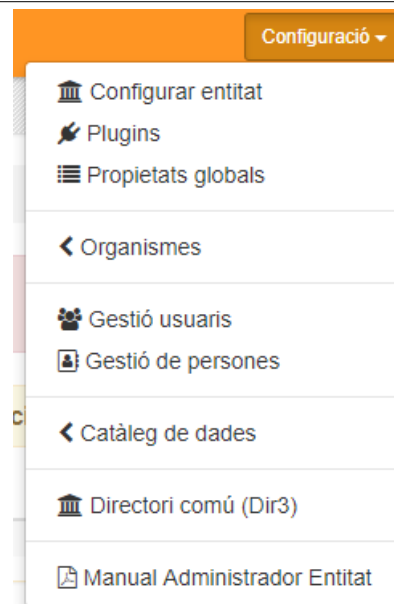 Configuració
Configurar entitat
Plugins
Propietats globals
Organismes
Gestió usuaris
Gestió de persones
Catàleg de dades
Directori comú (Dir3)
Manual Administrador Entitat